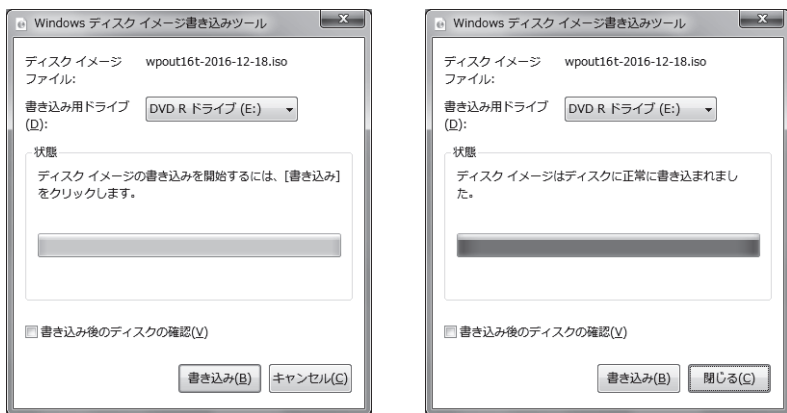 Windows ディスク イメージ書き込みツール
x
ディスク イメージ
ファイル:
wpout16t-2016-12-18.iso
書き込み用ドライブ
(D):
DVD R ドライブ (E:)
状態
ディスク イメージの書き込みを開始するには、[書き込み]
をクリックします。
書き込み後のディスクの確認(V)
書き込み(B)
キャンセル(C)
Windows ディスク イメージ書き込みツール
x
ディスク イメージ
ファイル:
wpout16t-2016-12-18.iso
書き込み用ドライブ
(D):
DVD R ドライブ (E:)
状態
ディスク イメージはディスクに正常に書き込まれまし
た。
書き込み後のディスクの確認(V)
書き込み(B)
閉じる(C)